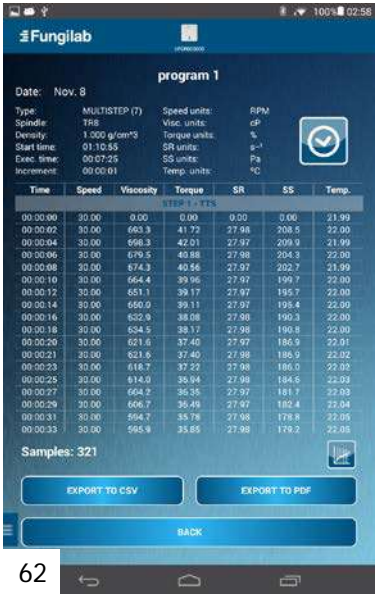 100% 02:58
Fungilab
program 1
Date: Nov. 8
Type: MULTISTEP (7) Speed units: RPM
Spindle: TR8 Visc. units: cP
Density: 1.000 g/cm^3 Torque units: %
Start time: 01:10:55 SR units: s-¹
Exec. time: 00:07:25 SS units: Pa
Increment: 00:00:01 Temp. units: °C
Time Speed Viscosity Torque SR SS Temp.
STEP 1 - TTS
00:00:00 30.00 0.00 0.00 0.00 0.00 21.99
00:00:02 30.00 693.3 41.72 27.98 208.5 22.00
00:00:04 30.00 698.3 42.01 27.97 209.9 21.99
00:00:06 30.00 679.5 40.88 27.98 204.3 22.00
00:00:08 30.00 674.3 40.56 27.97 202.7 21.99
00:00:10 30.00 664.4 39.96 27.97 199.7 22.00
00:00:12 30.00 651.1 39.17 27.97 195.7 22.00
00:00:14 30.00 650.0 39.11 27.97 195.4 22.00
00:00:16 30.00 632.9 38.08 27.98 190.3 22.00
00:00:18 30.00 634.5 38.17 27.98 190.8 22.00
00:00:20 30.00 621.6 37.40 27.98 186.9 22.01
00:00:21 30.00 621.6 37.40 27.98 186.9 22.02
00:00:23 30.00 618.7 37.22 27.98 186.0 22.02
00:00:25 30.00 614.0 36.94 27.98 184.6 22.03
00:00:27 30.00 604.2 36.35 27.97 181.7 22.03
00:00:29 30.00 606.7 36.49 27.97 182.4 22.04
00:00:31 30.00 594.7 35.78 27.98 178.8 22.05
00:00:33 30.00 595.9 35.85 27.98 179.2 22.05
Samples: 321
EXPORT TO CSV EXPORT TO PDF
BACK
62